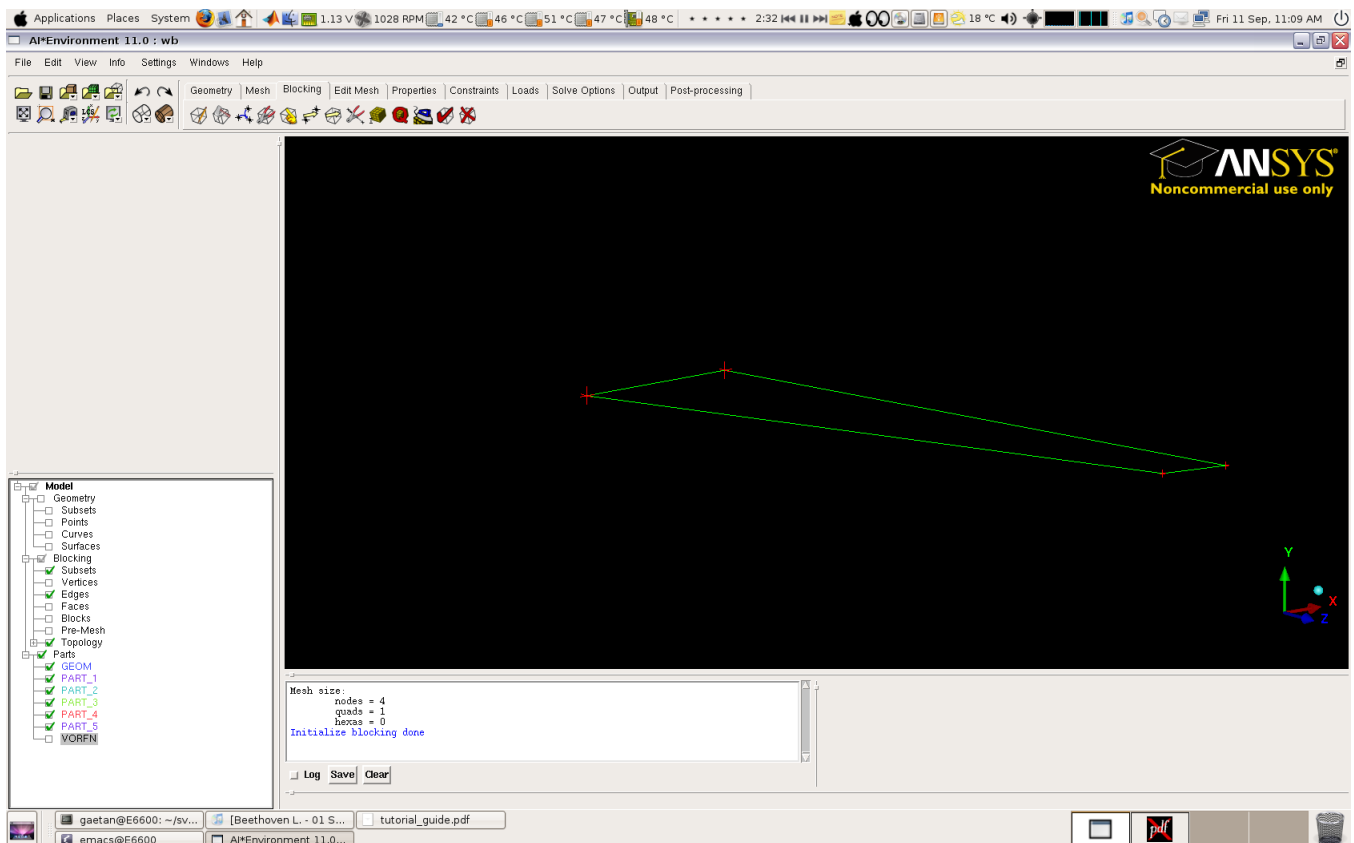 Applications Places System 1.13 V 1028 RPM 42 °C 46 °C 51 °C 47 °C 48 °C 2:32 18 °C Fri 11 Sep, 11:09 AM
AI*Environment 11.0 : wb
File Edit View Info Settings Windows Help
Geometry Mesh Blocking Edit Mesh Properties Constraints Loads Solve Options Output Post-processing
ANSYS®
Noncommercial use only
Model
Geometry
Subsets
Points
Curves
Surfaces
Blocking
Subsets
Vertices
Edges
Faces
Blocks
Pre-Mesh
Topology
Parts
GEOM
PART_1
PART_2
PART_3
PART_4
PART_5
VORFN
Y
X
Z
Mesh size:
nodes = 4
quads = 1
hexas = 0
Initialize blocking done
Log Save Clear
gaetan@E6600: ~/sv... [Beethoven L. - 01 S... tutorial_guide.pdf
pdf
emacs@E6600 AI*Environment 11.0...